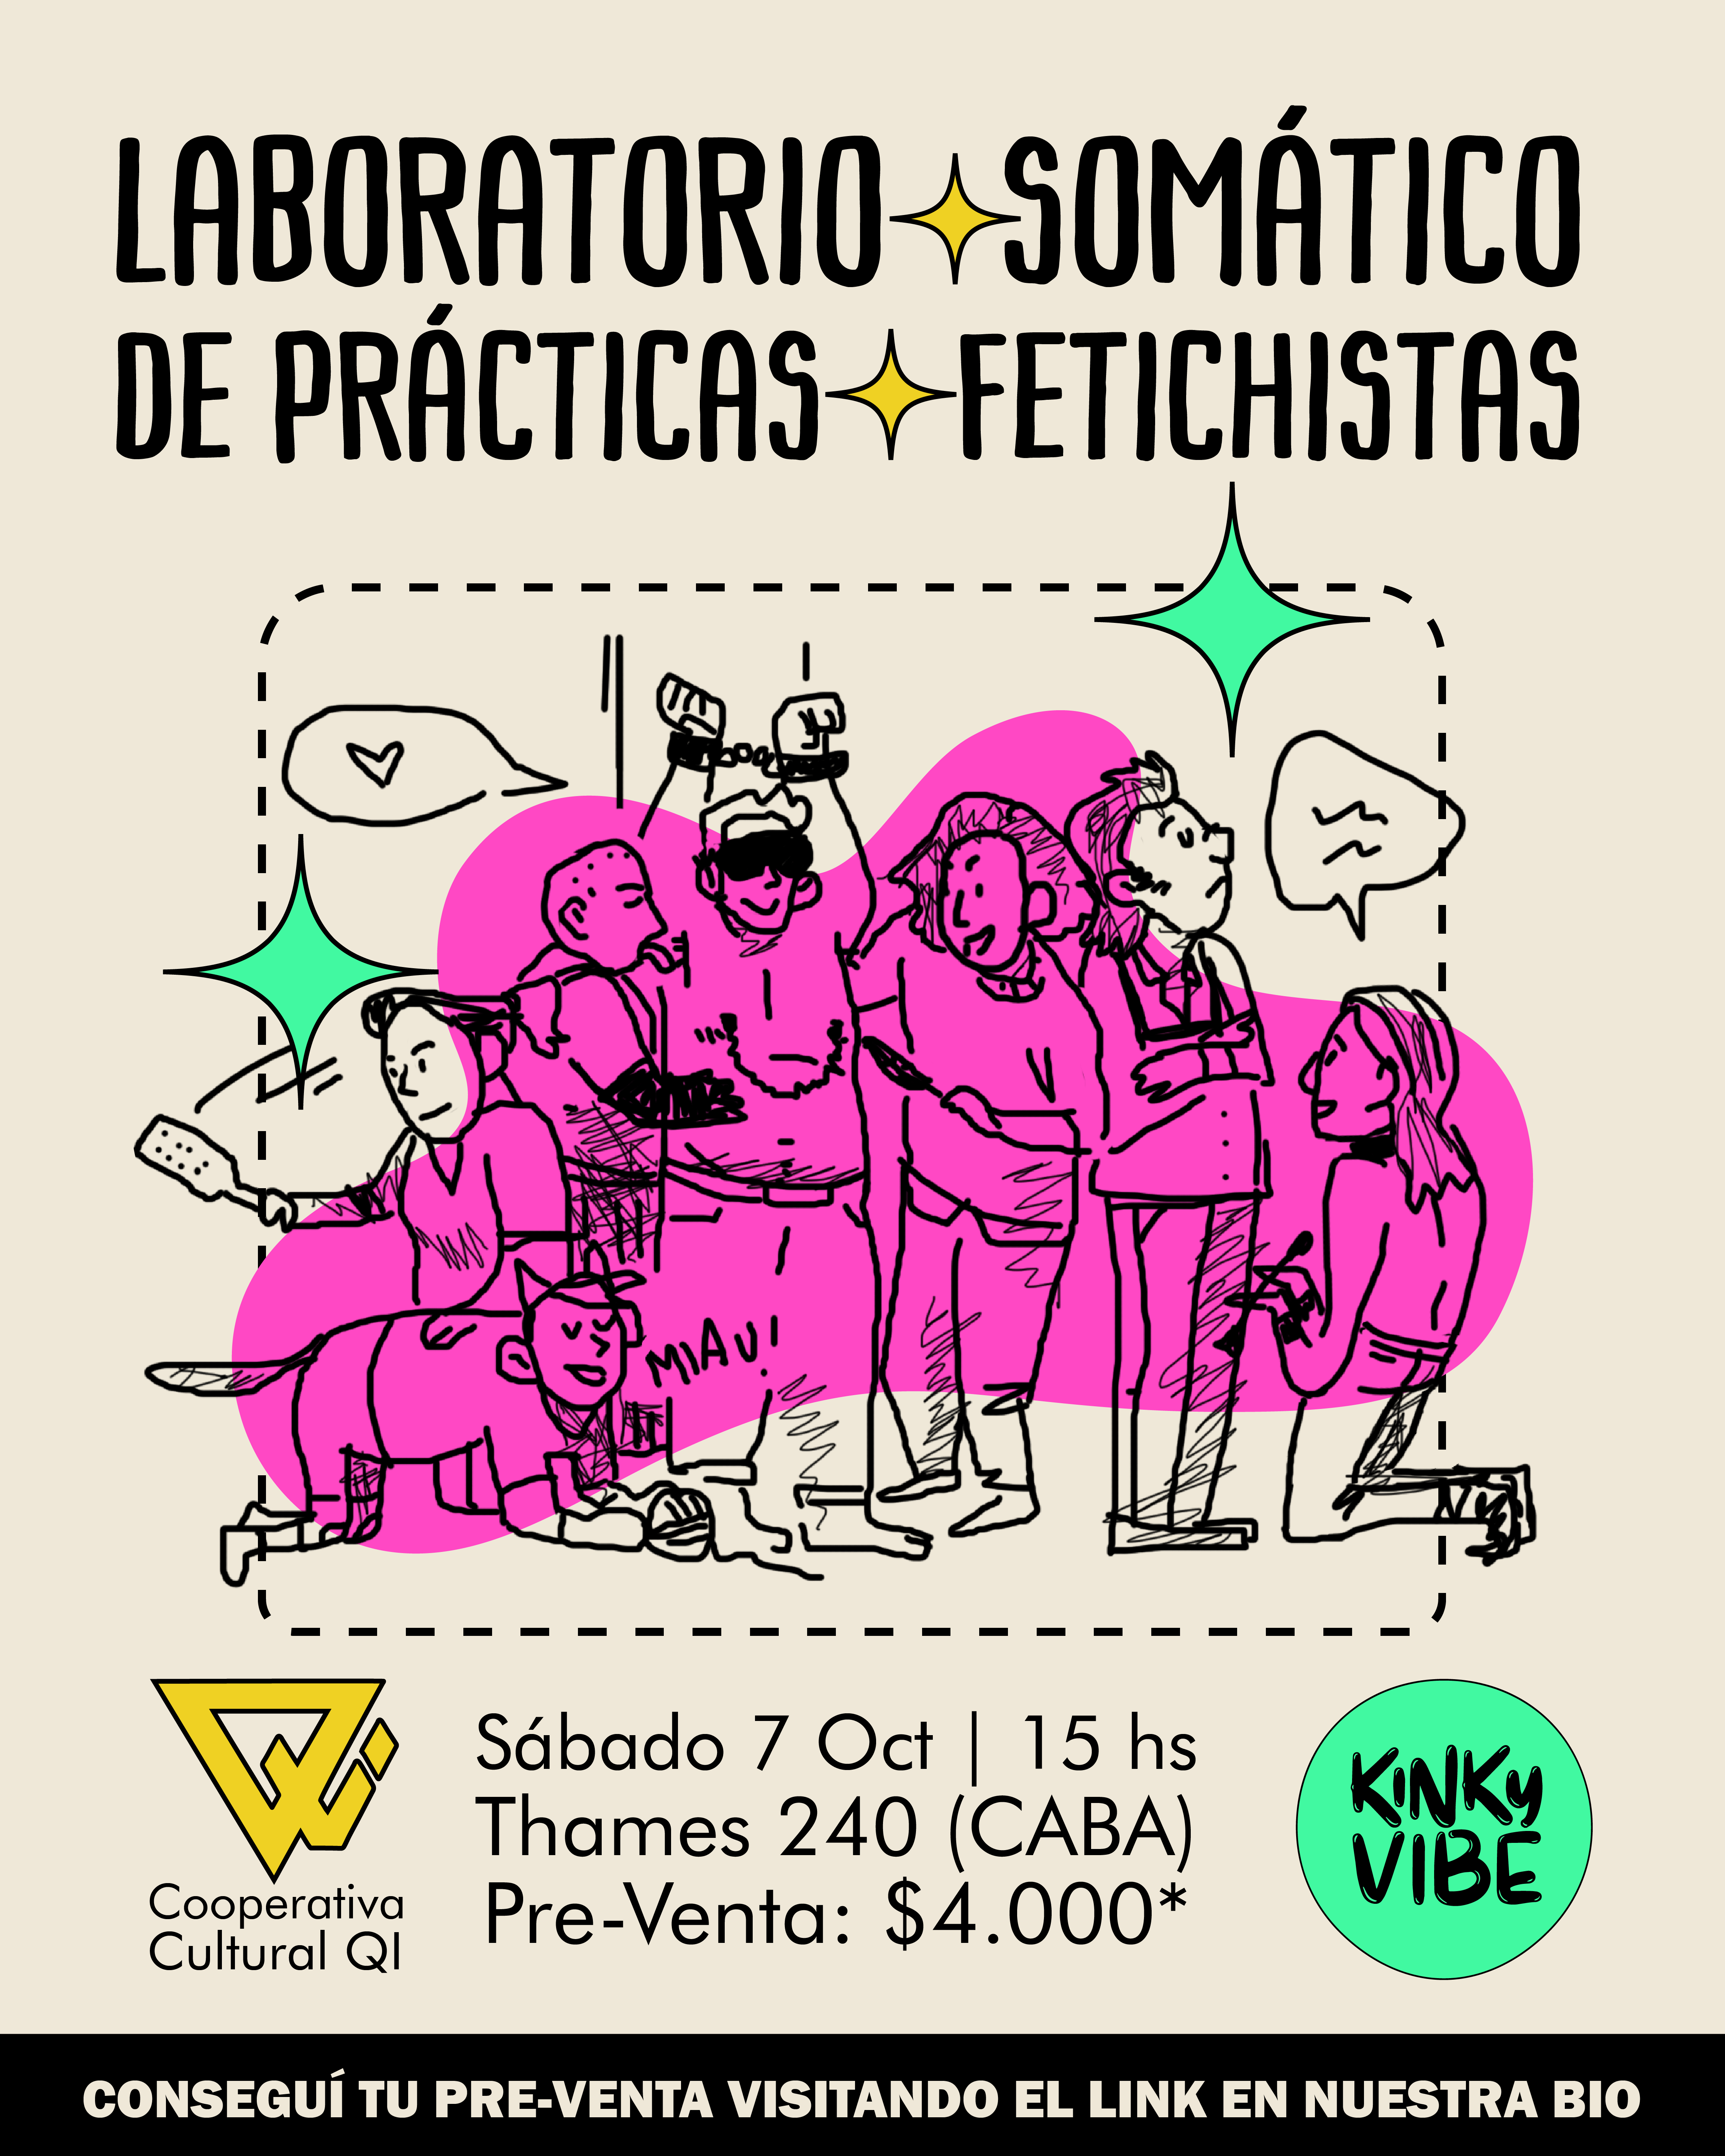 LABORATORIO SOMÁTICO
DE PRÁCTICAS FETICHISTAS
MIAU!
Sábado 7 Oct | 15 hs
Thames 240 (CABA)
Pre-Venta: $4.000*
Cooperativa
Cultural QI
KiNKy
VIBE
CONSEGUÍ TU PRE-VENTA VISITANDO EL LINK EN NUESTRA BIO